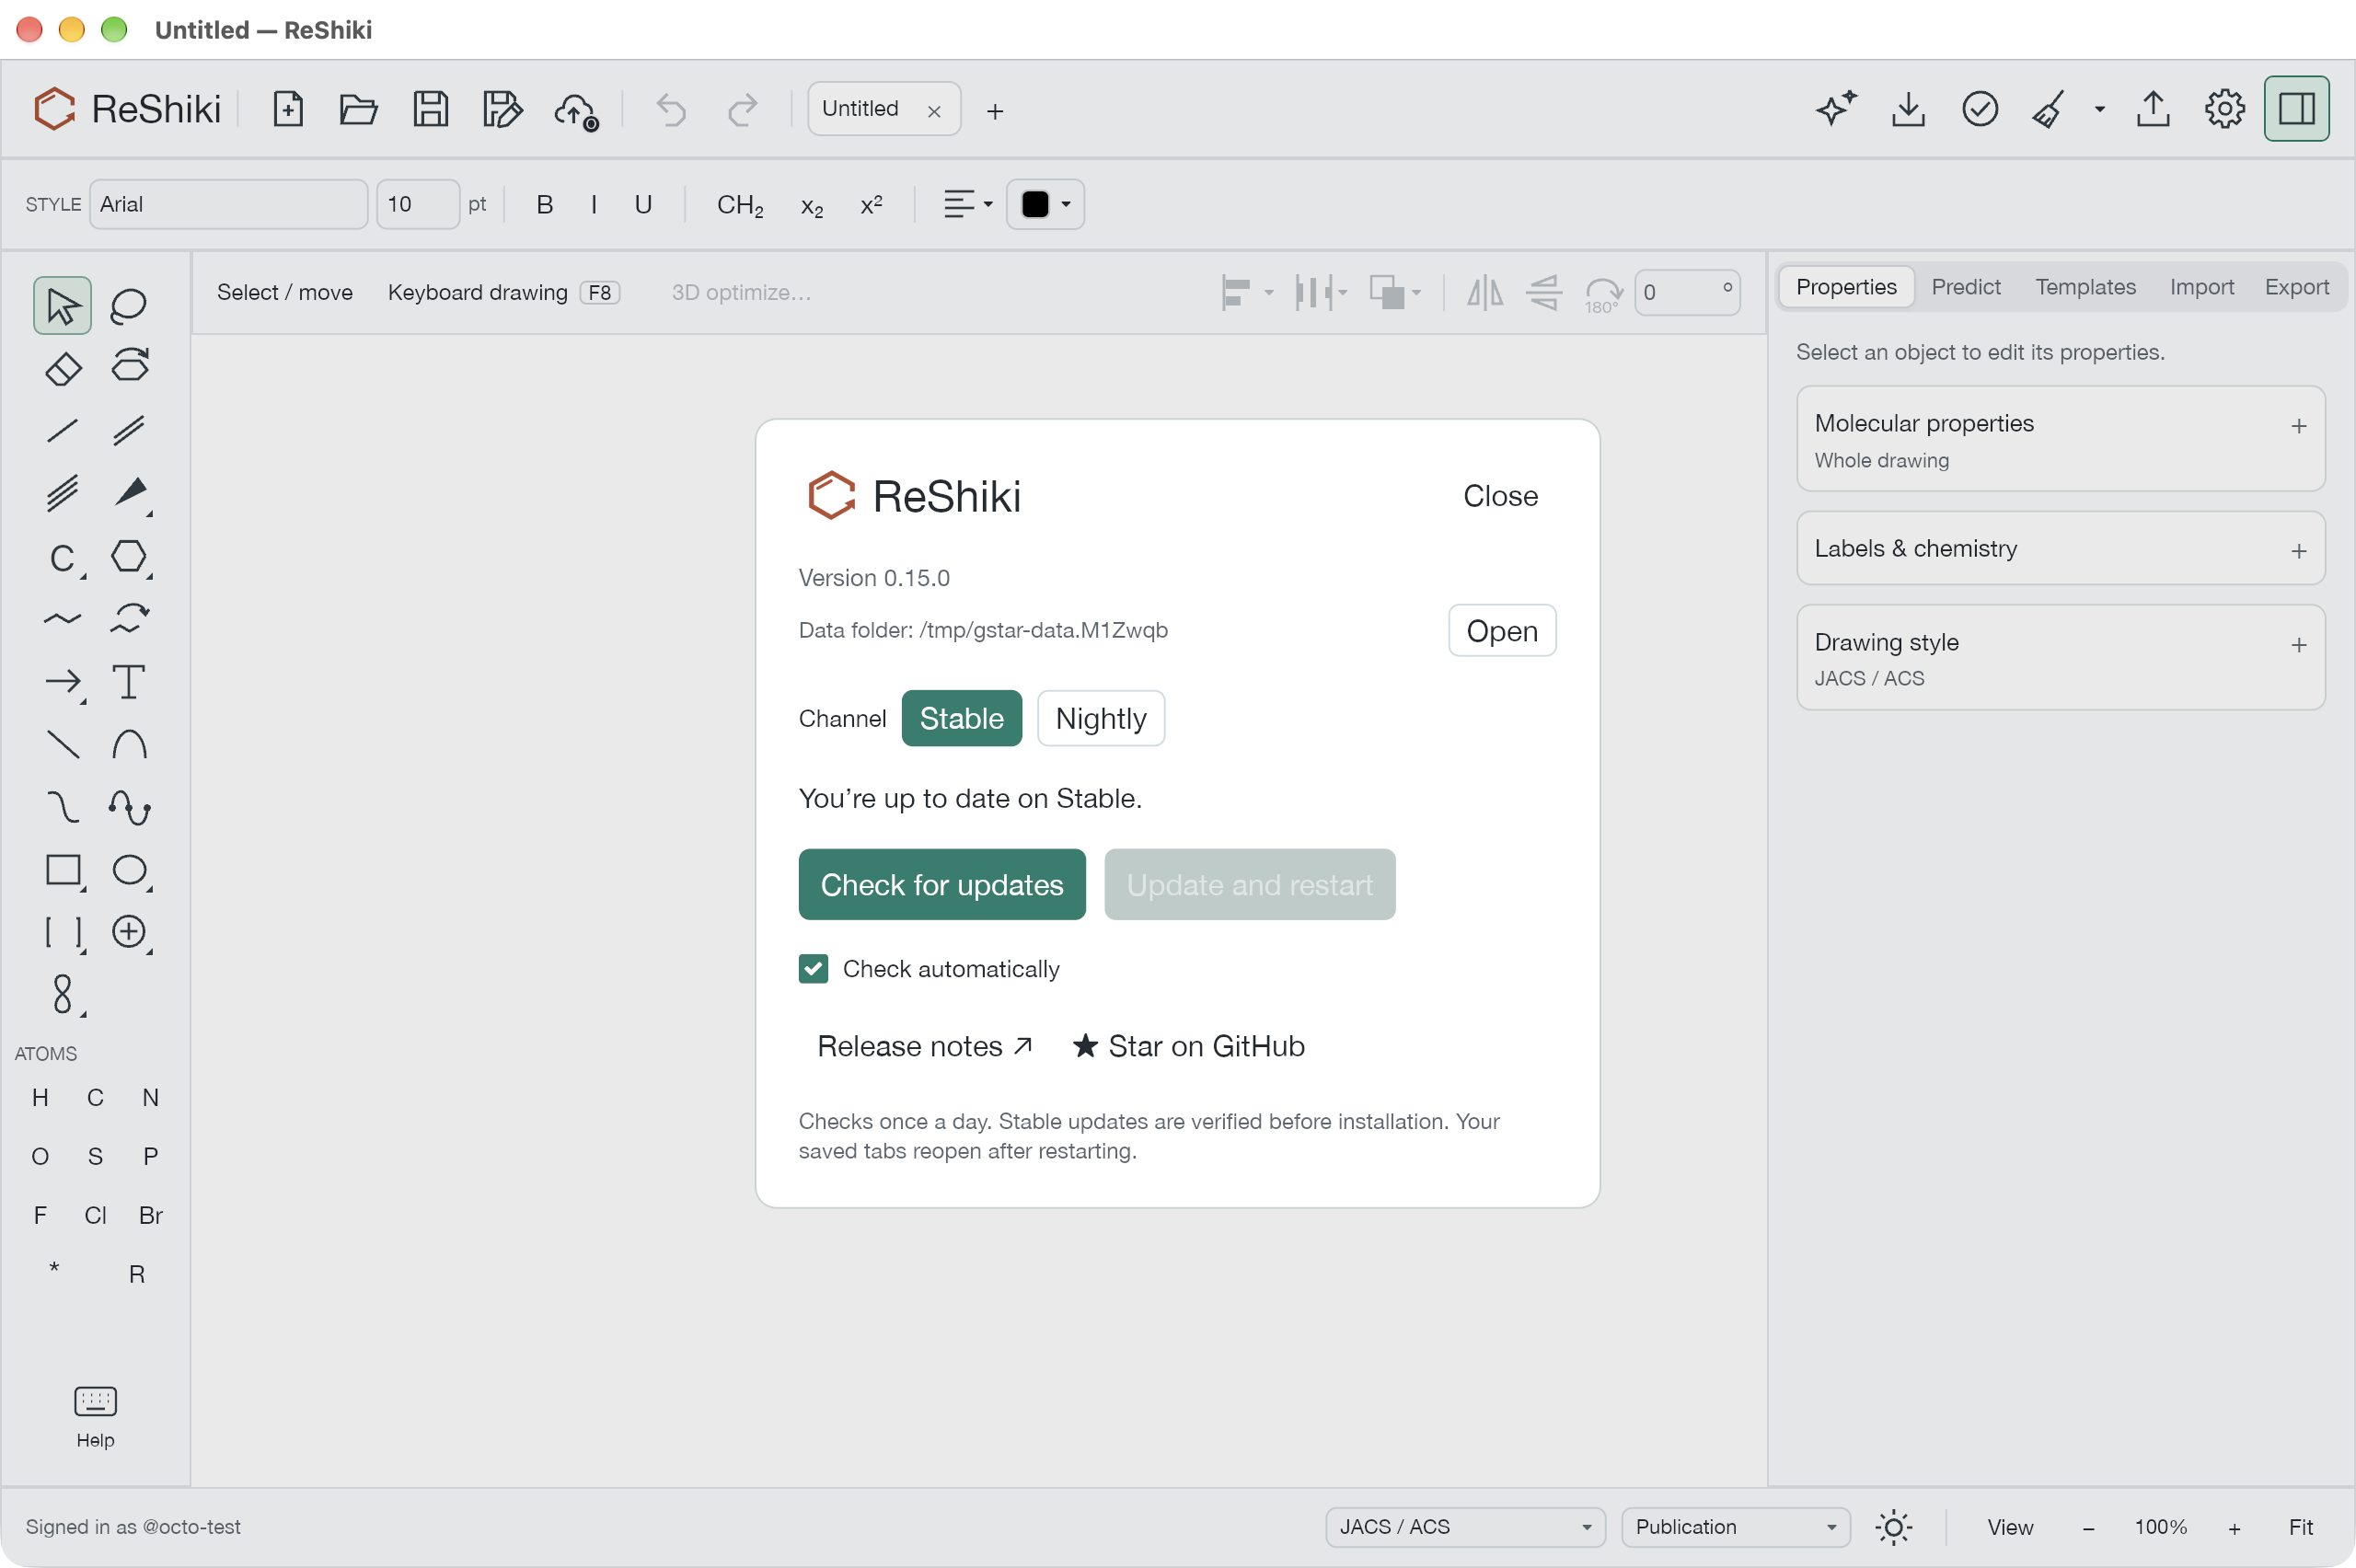 Untitled — ReShiki
ReShiki
Untitled × +
STYLE Arial 10 pt B I U CH₂ x₂ x²
Select / move Keyboard drawing F8 3D optimize… 180° 0 °
Properties Predict Templates Import Export
Select an object to edit its properties.
Molecular properties +
Whole drawing
Labels & chemistry +
Drawing style +
JACS / ACS
C
T
[ ]
ATOMS
H C N
O S P
F Cl Br
* R
Help
ReShiki Close
Version 0.15.0
Data folder: /tmp/gstar-data.M1Zwqb Open
Channel Stable Nightly
You’re up to date on Stable.
Check for updates Update and restart
Check automatically
Release notes ↗ ★ Star on GitHub
Checks once a day. Stable updates are verified before installation. Your
saved tabs reopen after restarting.
Signed in as @octo-test JACS / ACS Publication View – 100% + Fit